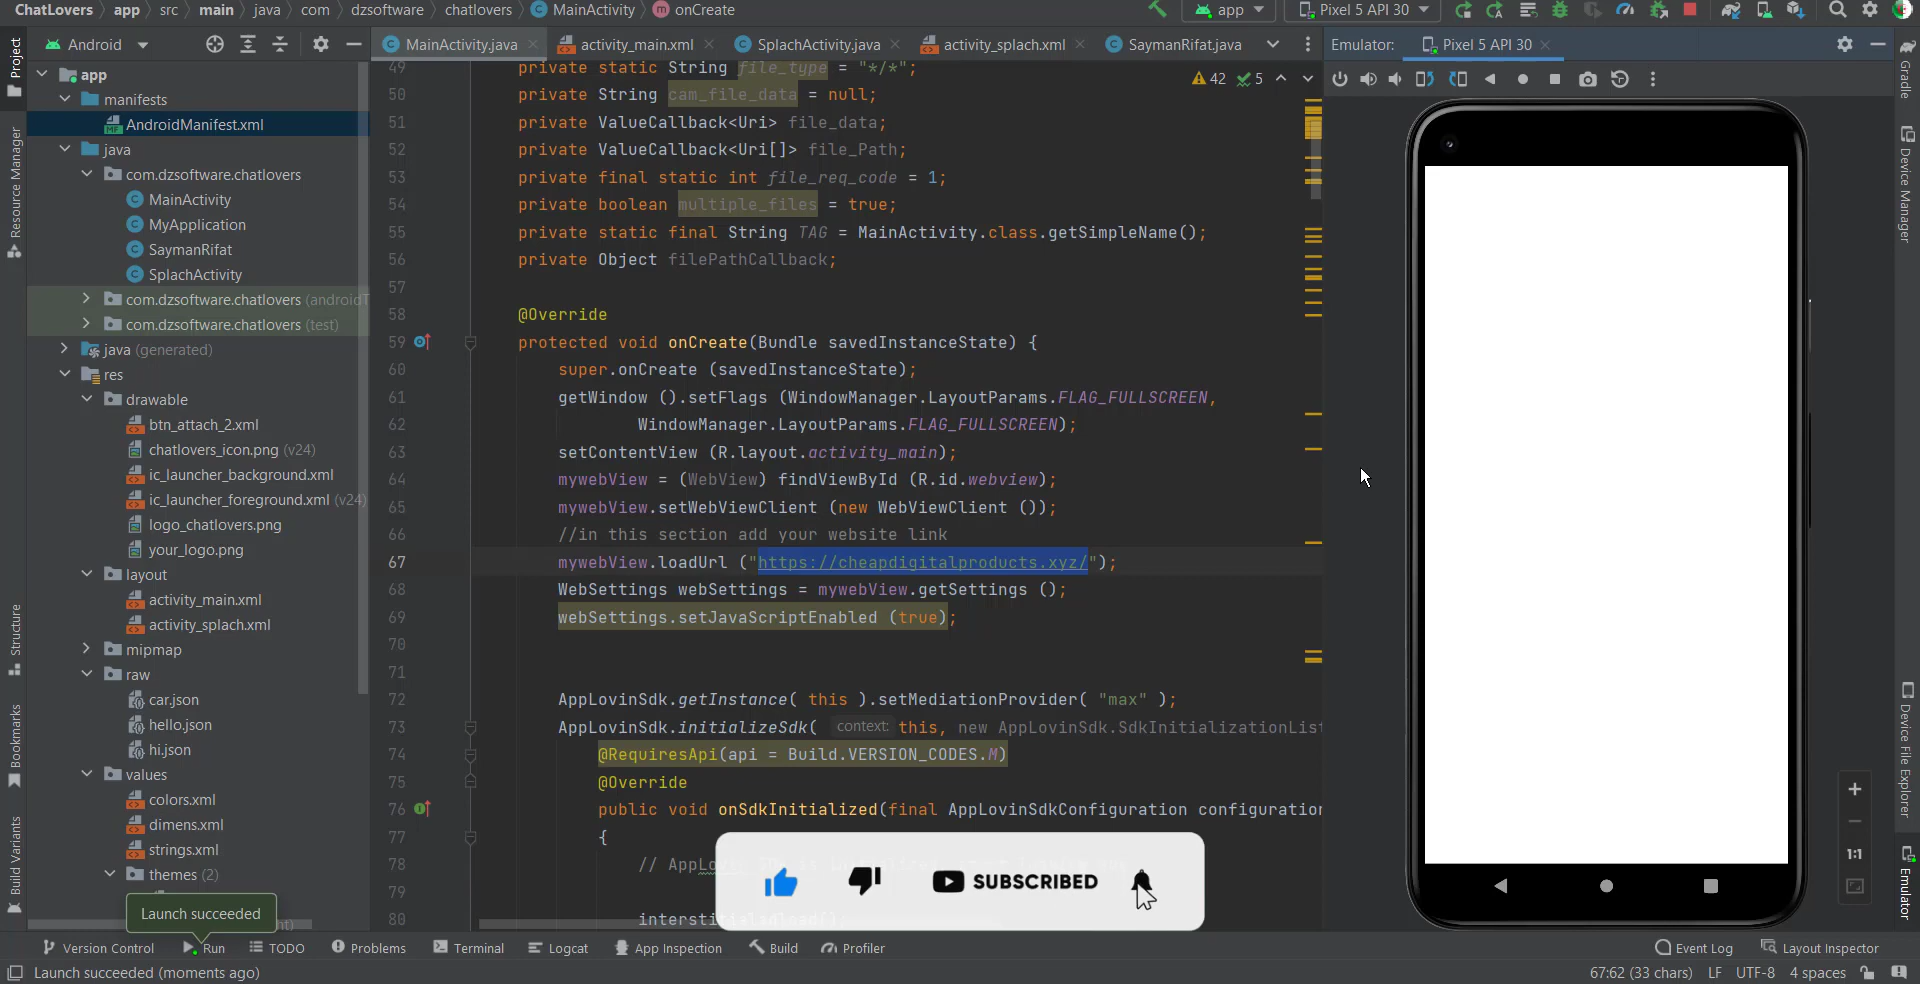 ChatLovers app src main java com dzsoftware chatlovers MainActivity onCreate
app Pixel 5 API 30
Project
Android
MainActivity.java activity_main.xml SplachActivity.java activity_splach.xml SaymanRifat.java
Emulator: Pixel 5 API 30
Gradle
app
manifests
AndroidManifest.xml
java
com.dzsoftware.chatlovers
MainActivity
MyApplication
SaymanRifat
SplachActivity
com.dzsoftware.chatlovers (androidT
com.dzsoftware.chatlovers (test)
java (generated)
res
drawable
btn_attach_2.xml
chatlovers_icon.png (v24)
ic_launcher_background.xml
ic_launcher_foreground.xml (v24)
logo_chatlovers.png
your_logo.png
layout
activity_main.xml
activity_splach.xml
mipmap
raw
car.json
hello.json
hi.json
values
colors.xml
dimens.xml
strings.xml
themes (2)
Launch succeeded
Resource Manager
Structure
Bookmarks
Build Variants
42 5
49 private static String file_type = "*/*";
50 private String cam_file_data = null;
51 private ValueCallback<Uri> file_data;
52 private ValueCallback<Uri[]> file_Path;
53 private final static int file_req_code = 1;
54 private boolean multiple_files = true;
55 private static final String TAG = MainActivity.class.getSimpleName();
56 private Object filePathCallback;
57
58 @Override
59 protected void onCreate(Bundle savedInstanceState) {
60 super.onCreate (savedInstanceState);
61 getWindow ().setFlags (WindowManager.LayoutParams.FLAG_FULLSCREEN,
62 WindowManager.LayoutParams.FLAG_FULLSCREEN);
63 setContentView (R.layout.activity_main);
64 mywebView = (WebView) findViewById (R.id.webview);
65 mywebView.setWebViewClient (new WebViewClient ());
66 //in this section add your website link
67 mywebView.loadUrl ("https://cheapdigitalproducts.xyz/");
68 WebSettings webSettings = mywebView.getSettings ();
69 webSettings.setJavaScriptEnabled (true);
70
71
72 AppLovinSdk.getInstance( this ).setMediationProvider( "max" );
73 AppLovinSdk.initializeSdk( context: this, new AppLovinSdk.SdkInitializationList
74 @RequiresApi(api = Build.VERSION_CODES.M)
75 @Override
76 public void onSdkInitialized(final AppLovinSdkConfiguration configuration
77 {
78 // AppLov
79
80 interstitialadload();
SUBSCRIBED
Device Manager
Device File Explorer
Emulator
1:1
Version Control Run TODO Problems Terminal Logcat App Inspection Build Profiler Event Log Layout Inspector
Launch succeeded (moments ago) 67:62 (33 chars) LF UTF-8 4 spaces